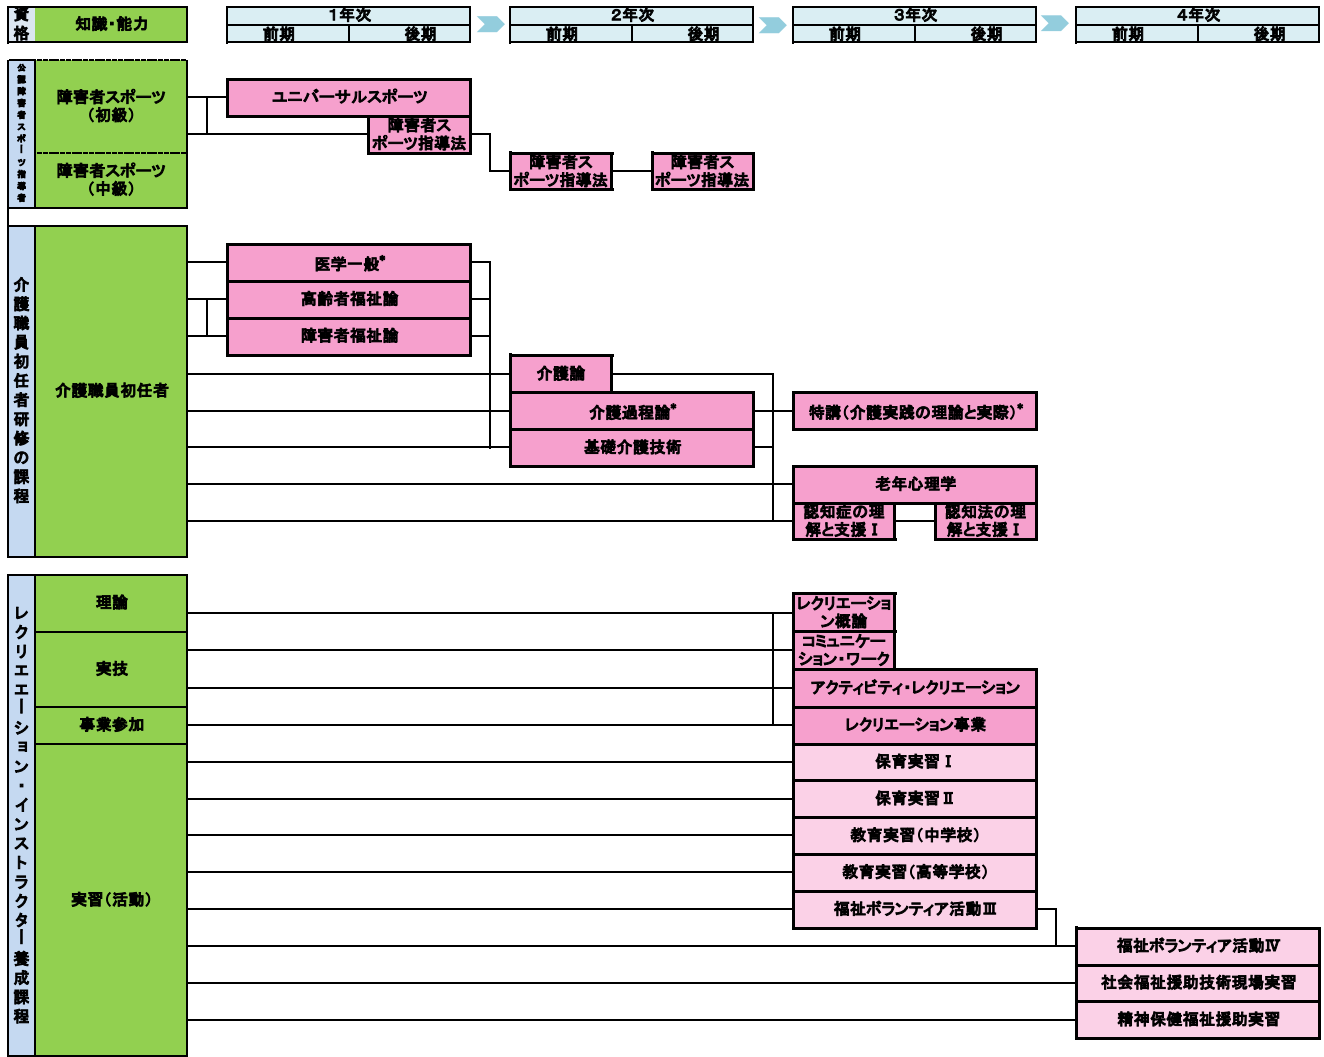 資格
知識・能力
1年次
2年次
3年次
4年次
前期
後期
前期
後期
前期
後期
前期
後期
公認障害者スポーツ指導者
障害者スポーツ
（初級）
ユニバーサルスポーツ
障害者ス
ポーツ指導法
障害者スポーツ
（中級）
障害者ス
ポーツ指導法
障害者ス
ポーツ指導法
介護職員初任者研修の課程
介護職員初任者
医学一般*
高齢者福祉論
障害者福祉論
介護論
介護過程論*
特講（介護実践の理論と実際）*
基礎介護技術
老年心理学
認知症の理
解と支援Ⅰ
認知法の理
解と支援Ⅰ
レクリエエーション・インストラクター養成課程
理論
レクリエーショ
ン概論
実技
コミュニケー
ション・ワーク
アクティビティ・レクリエーション
事業参加
レクリエーション事業
実習（活動）
保育実習Ⅰ
保育実習Ⅱ
教育実習（中学校）
教育実習（高等学校）
福祉ボランティア活動Ⅲ
福祉ボランティア活動Ⅳ
社会福祉援助技術現場実習
精神保健福祉援助実習